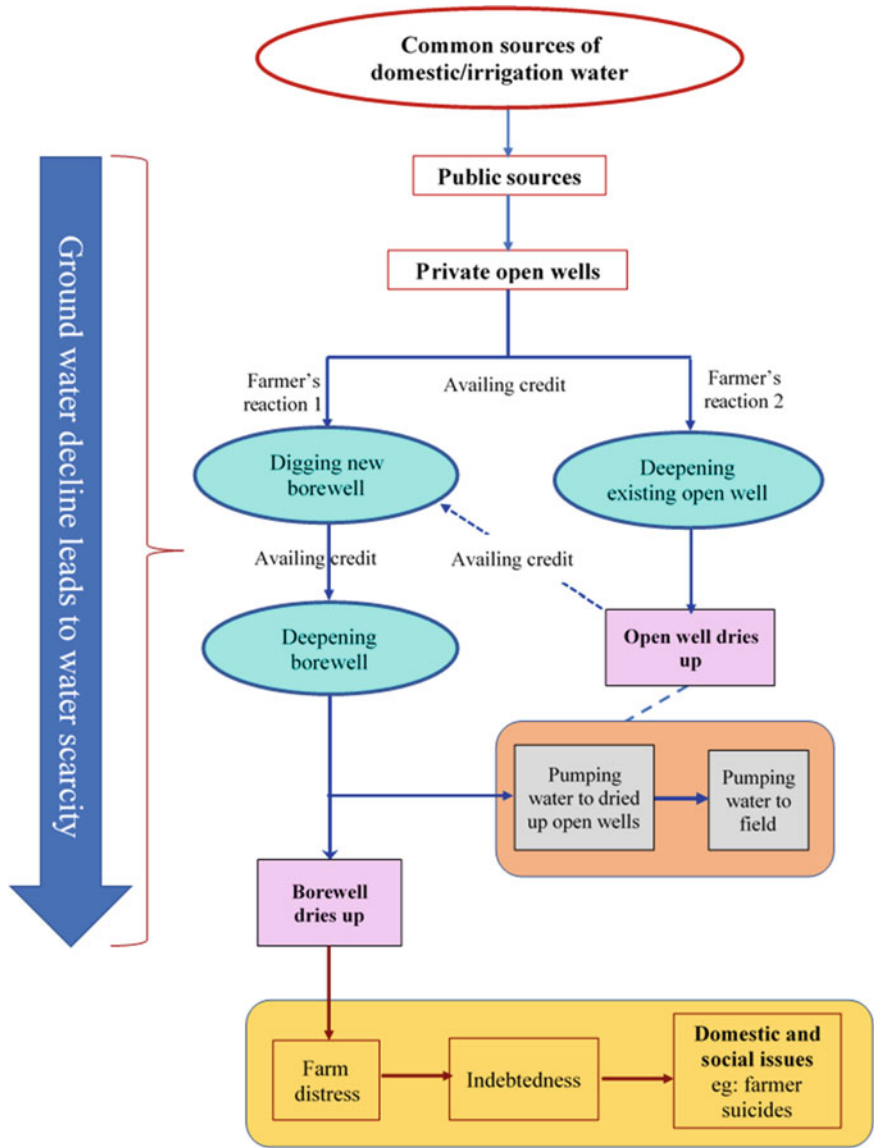 Common sources of
domestic/irrigation water
Public sources
Private open wells
Ground water decline leads to water scarcity
Farmer's
reaction 1
Availing credit
Farmer's
reaction 2
Digging new
borewell
Deepening
existing open well
Availing credit
Availing credit
Deepening
borewell
Open well dries
up
Pumping
water to dried
up open wells
Pumping
water to
field
Borewell
dries up
Farm
distress
Indebtedness
Domestic and
social issues
eg: farmer
suicides